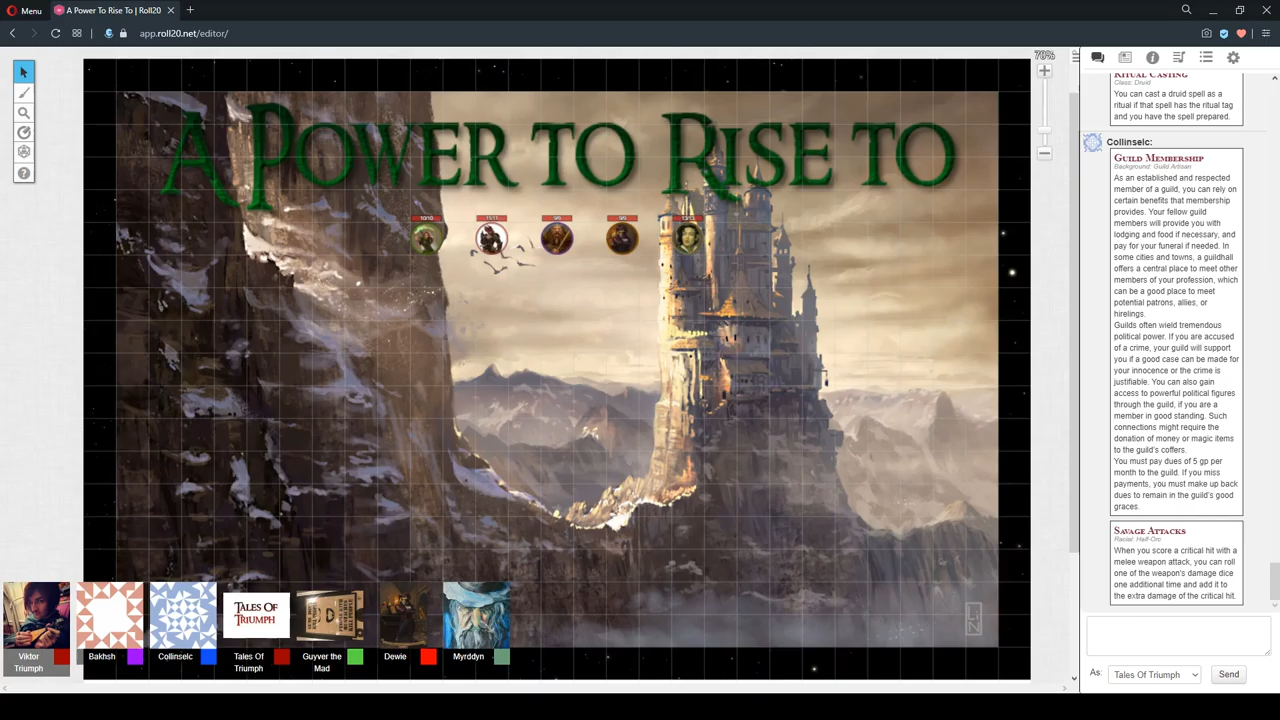 Menu
A Power To Rise To | Roll20
app.roll20.net/editor/
70%
A Power to Rise to
10/10
11/11
9/9
9/9
13/13
LIN
Ritual Casting
Class: Druid
You can cast a druid spell as a
ritual if that spell has the ritual tag
and you have the spell prepared.
Collinselc:
Guild Membership
Background: Guild Artisan
As an established and respected
member of a guild, you can rely on
certain benefits that membership
provides. Your fellow guild
members will provide you with
lodging and food if necessary, and
pay for your funeral if needed. In
some cities and towns, a guildhall
offers a central place to meet other
members of your profession, which
can be a good place to meet
potential patrons, allies, or
hirelings.
Guilds often wield tremendous
political power. If you are accused
of a crime, your guild will support
you if a good case can be made for
your innocence or the crime is
justifiable. You can also gain
access to powerful political figures
through the guild, if you are a
member in good standing. Such
connections might require the
donation of money or magic items
to the guild's coffers.
You must pay dues of 5 gp per
month to the guild. If you miss
payments, you must make up back
dues to remain in the guild's good
graces.
Savage Attacks
Racial: Half-Orc
When you score a critical hit with a
melee weapon attack, you can roll
one of the weapon's damage dice
one additional time and add it to
the extra damage of the critical hit.
Tales Of
Triumph
Viktor
Triumph
Bakhsh
Collinselc
Tales Of
Triumph
Guyver the
Mad
Dewie
Myrddyn
As:
Tales Of Triumph
Send